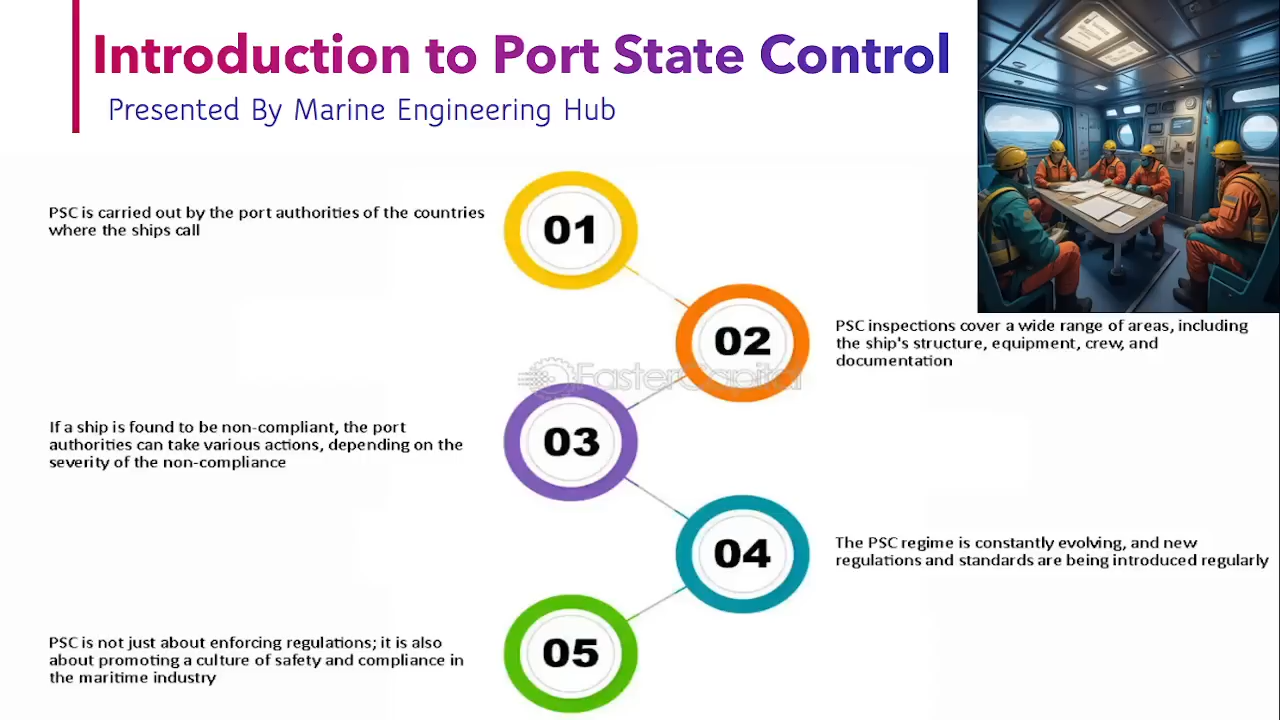 Introduction to Port State Control
Presented By Marine Engineering Hub
01
PSC is carried out by the port authorities of the countries
where the ships call
02
PSC inspections cover a wide range of areas, including
the ship's structure, equipment, crew, and
documentation
FasterCapital
03
If a ship is found to be non-compliant, the port
authorities can take various actions, depending on the
severity of the non-compliance
04
The PSC regime is constantly evolving, and new
regulations and standards are being introduced regularly
05
PSC is not just about enforcing regulations; it is also
about promoting a culture of safety and compliance in
the maritime industry